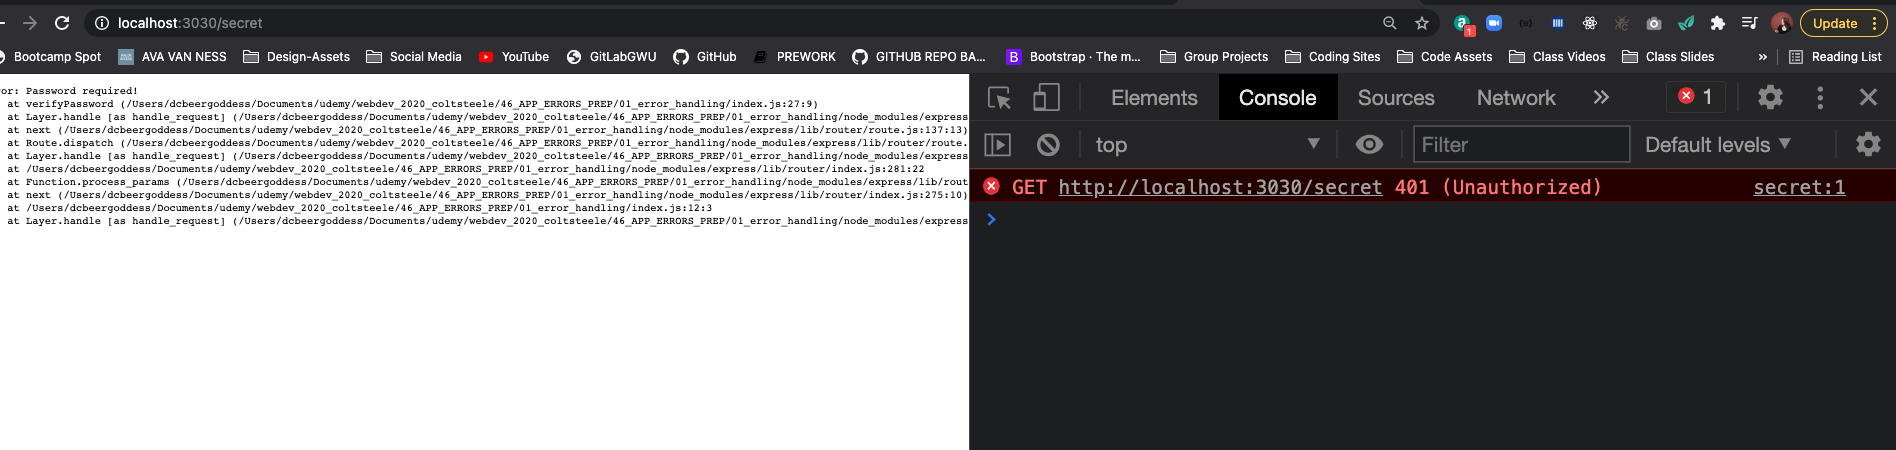 localhost:3030/secret
1
Update
Bootcamp Spot AVA VAN NESS Design-Assets Social Media YouTube GitLabGWU GitHub PREWORK GITHUB REPO BA... B Bootstrap · The m... Group Projects Coding Sites Code Assets Class Videos Class Slides » Reading List
or: Password required!
at verifyPassword (/Users/dcbeergoddess/Documents/udemy/webdev_2020_coltsteele/46_APP_ERRORS_PREP/01_error_handling/index.js:27:9)
at Layer.handle [as handle_request] (/Users/dcbeergoddess/Documents/udemy/webdev_2020_coltsteele/46_APP_ERRORS_PREP/01_error_handling/node_modules/express
at next (/Users/dcbeergoddess/Documents/udemy/webdev_2020_coltsteele/46_APP_ERRORS_PREP/01_error_handling/node_modules/express/lib/router/route.js:137:13)
at Route.dispatch (/Users/dcbeergoddess/Documents/udemy/webdev_2020_coltsteele/46_APP_ERRORS_PREP/01_error_handling/node_modules/express/lib/router/route.
at Layer.handle [as handle_request] (/Users/dcbeergoddess/Documents/udemy/webdev_2020_coltsteele/46_APP_ERRORS_PREP/01_error_handling/node_modules/express
at /Users/dcbeergoddess/Documents/udemy/webdev_2020_coltsteele/46_APP_ERRORS_PREP/01_error_handling/node_modules/express/lib/router/index.js:281:22
at Function.process_params (/Users/dcbeergoddess/Documents/udemy/webdev_2020_coltsteele/46_APP_ERRORS_PREP/01_error_handling/node_modules/express/lib/rout
at next (/Users/dcbeergoddess/Documents/udemy/webdev_2020_coltsteele/46_APP_ERRORS_PREP/01_error_handling/node_modules/express/lib/router/index.js:275:10)
at /Users/dcbeergoddess/Documents/udemy/webdev_2020_coltsteele/46_APP_ERRORS_PREP/01_error_handling/index.js:12:3
at Layer.handle [as handle_request] (/Users/dcbeergoddess/Documents/udemy/webdev_2020_coltsteele/46_APP_ERRORS_PREP/01_error_handling/node_modules/express
Elements Console Sources Network » 1
top Filter Default levels
GET http://localhost:3030/secret 401 (Unauthorized) secret:1